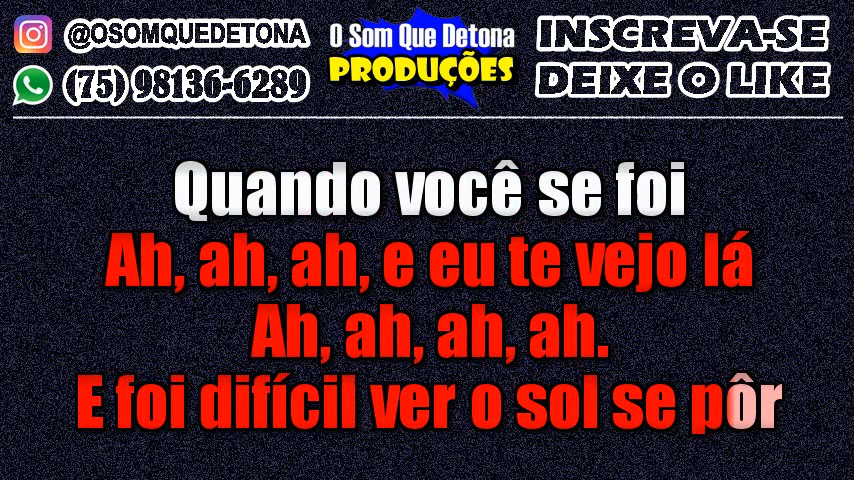 @OSOMQUEDETONA
(75) 98136-6289
O Som Que Detona
PRODUÇÕES
INSCREVA-SE
DEIXE O LIKE
Quando você se foi
Ah, ah, ah, e eu te vejo lá
Ah, ah, ah, ah.
E foi difícil ver o sol se pôr